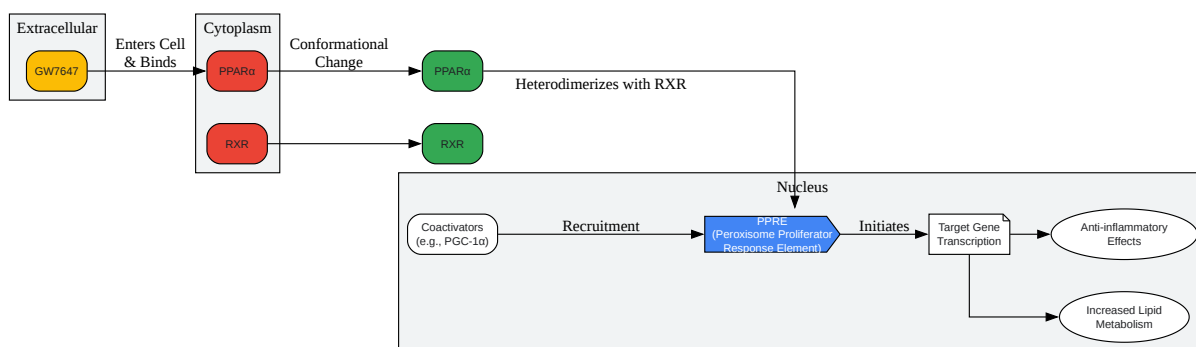 Extracellular
GW7647
Enters Cell
& Binds
Cytoplasm
PPARα
RXR
Conformational
Change
PPARα
RXR
Heterodimerizes with RXR
Nucleus
Coactivators
(e.g., PGC-1α)
Recruitment
PPRE
(Peroxisome Proliferator
Response Element)
Initiates
Target Gene
Transcription
Anti-inflammatory
Effects
Increased Lipid
Metabolism